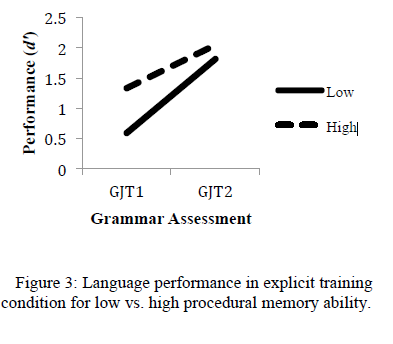 2.5
2
1.5
1
0.5
0
Performance (d')
GJT1 GJT2
Grammar Assessment
Low
High
Figure 3: Language performance in explicit training
condition for low vs. high procedural memory ability.